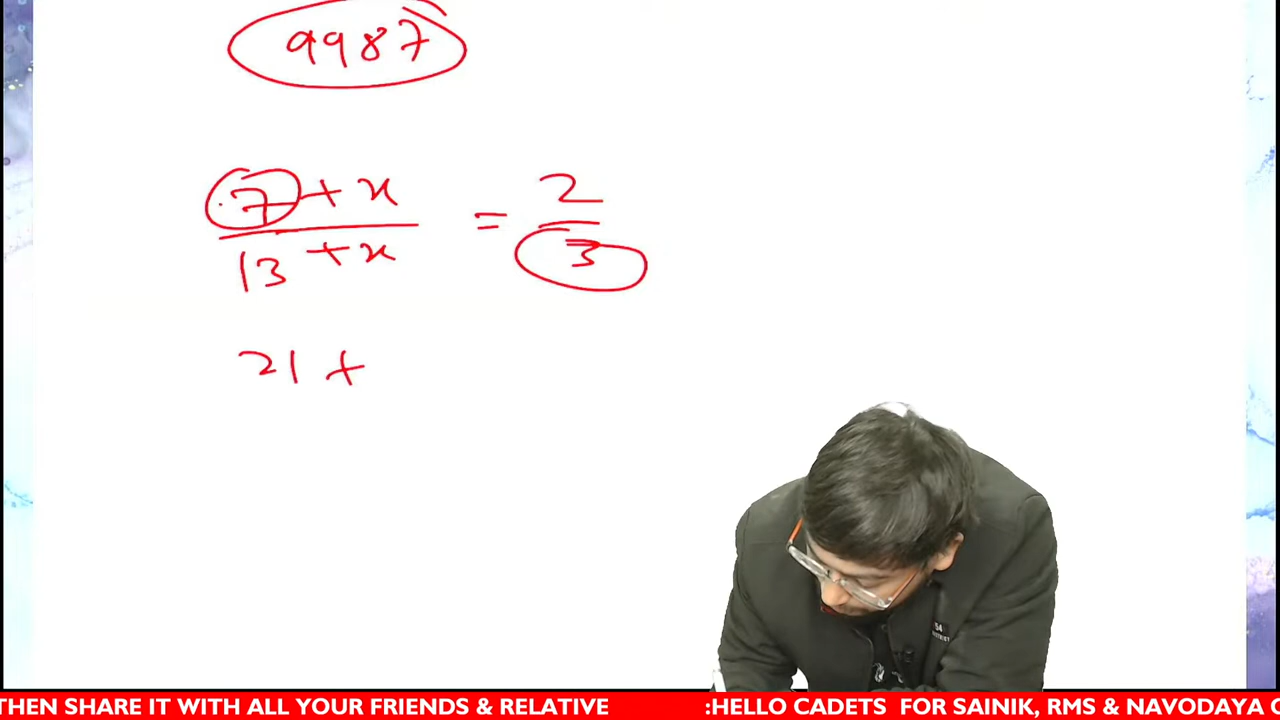 9987
7 + x / 13 + x = 2 / 3
21 +
THEN SHARE IT WITH ALL YOUR FRIENDS & RELATIVE :HELLO CADETS FOR SAINIK, RMS & NAVODAYA